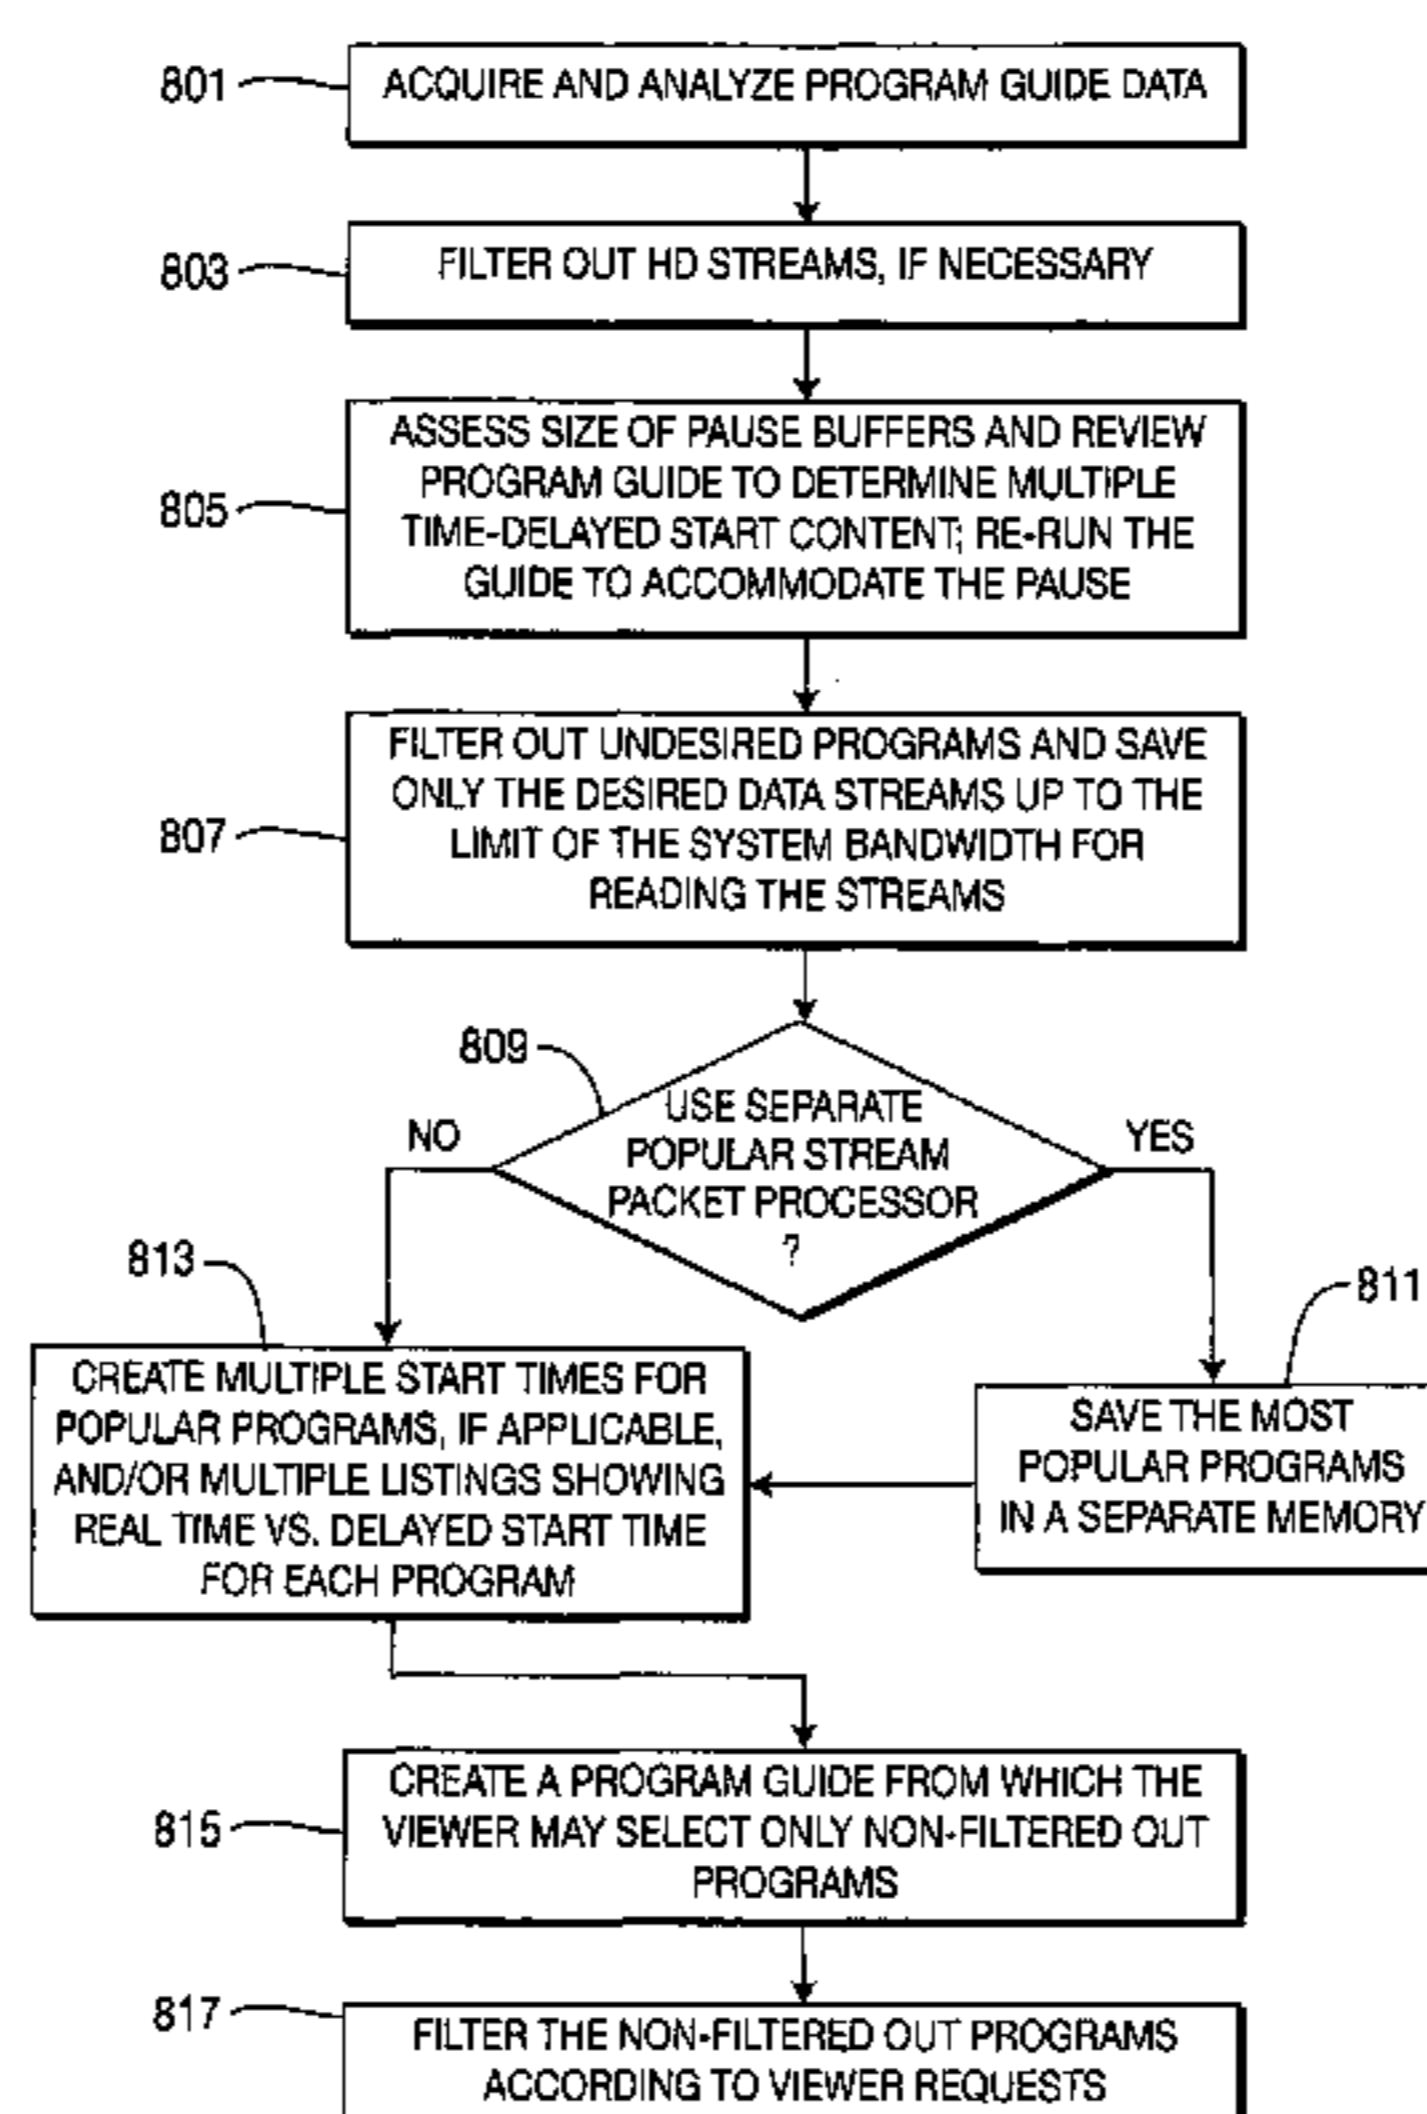 801
ACQUIRE AND ANALYZE PROGRAM GUIDE DATA
803
FILTER OUT HD STREAMS, IF NECESSARY
805
ASSESS SIZE OF PAUSE BUFFERS AND REVIEW
PROGRAM GUIDE TO DETERMINE MULTIPLE
TIME-DELAYED START CONTENT; RE-RUN THE
GUIDE TO ACCOMMODATE THE PAUSE
807
FILTER OUT UNDESIRED PROGRAMS AND SAVE
ONLY THE DESIRED DATA STREAMS UP TO THE
LIMIT OF THE SYSTEM BANDWIDTH FOR
READING THE STREAMS
809
USE SEPARATE
POPULAR STREAM
PACKET PROCESSOR
?
NO
YES
813
CREATE MULTIPLE START TIMES FOR
POPULAR PROGRAMS, IF APPLICABLE,
AND/OR MULTIPLE LISTINGS SHOWING
REAL TIME VS. DELAYED START TIME
FOR EACH PROGRAM
811
SAVE THE MOST
POPULAR PROGRAMS
IN A SEPARATE MEMORY
815
CREATE A PROGRAM GUIDE FROM WHICH THE
VIEWER MAY SELECT ONLY NON-FILTERED OUT
PROGRAMS
817
FILTER THE NON-FILTERED OUT PROGRAMS
ACCORDING TO VIEWER REQUESTS